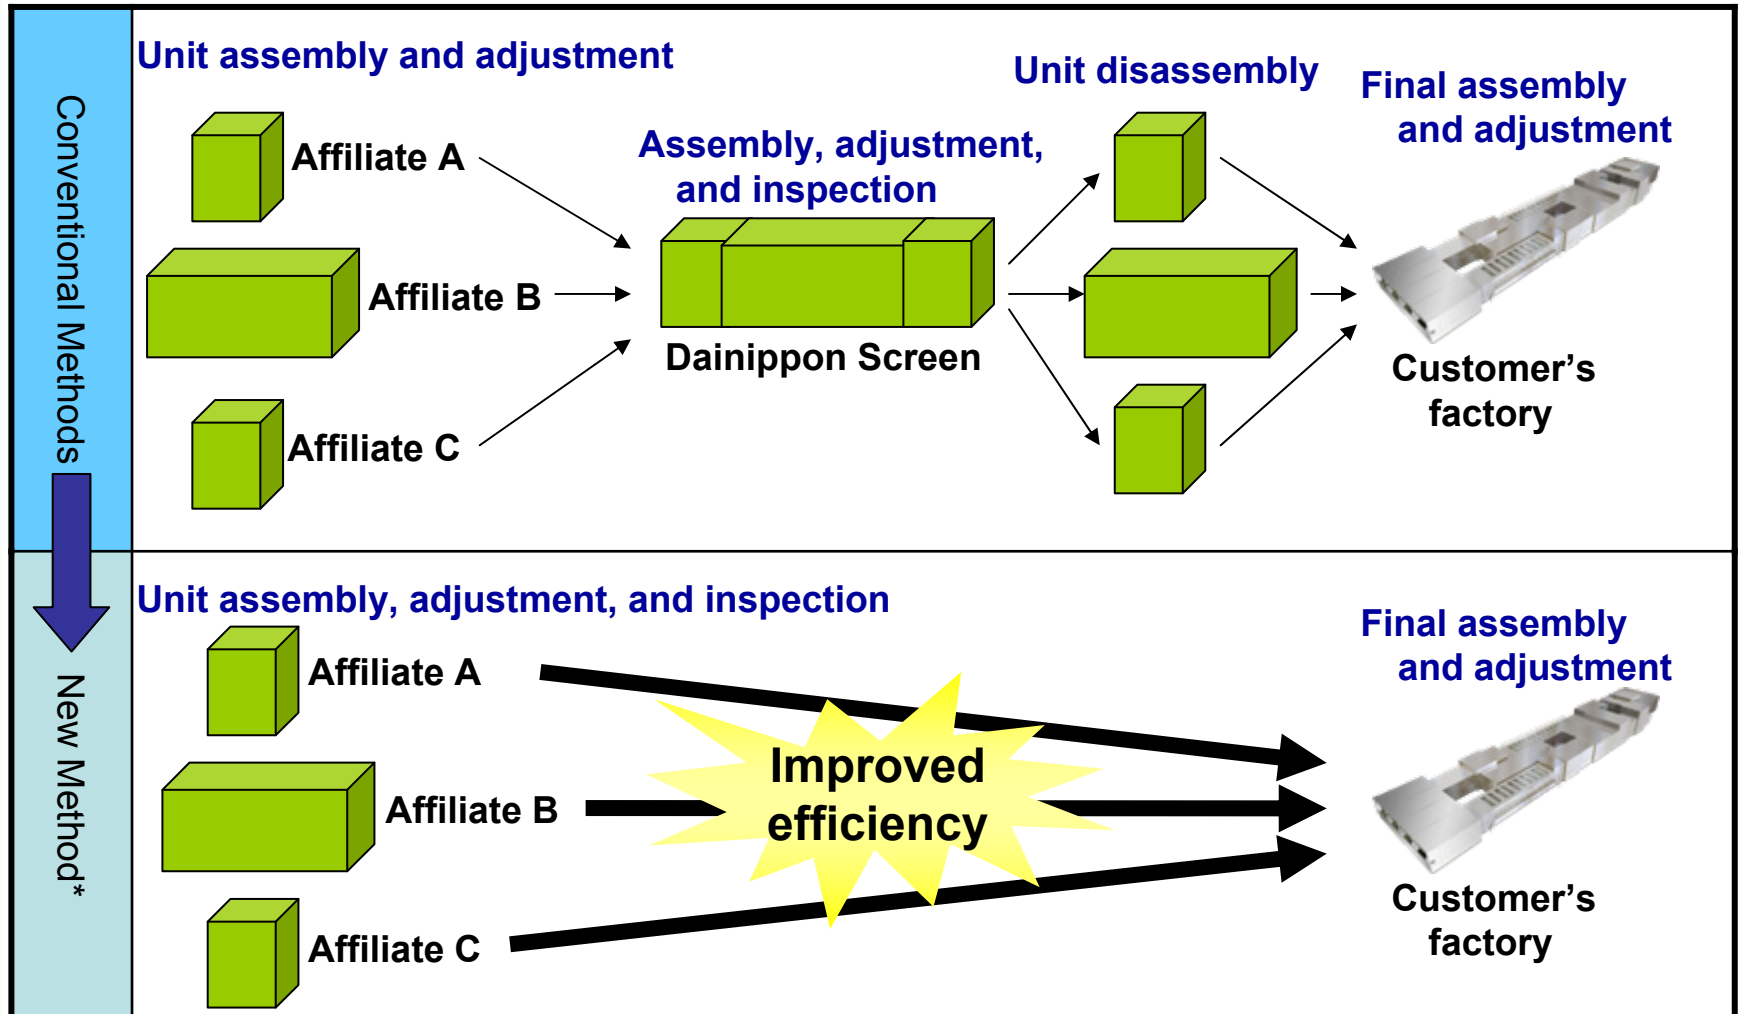 Conventional Methods
Unit assembly and adjustment
Affiliate A
Affiliate B
Affiliate C
Assembly, adjustment,
and inspection
Dainippon Screen
Unit disassembly
Final assembly
and adjustment
Customer’s
factory
New Method*
Unit assembly, adjustment, and inspection
Affiliate A
Affiliate B
Affiliate C
Improved
efficiency
Final assembly
and adjustment
Customer’s
factory